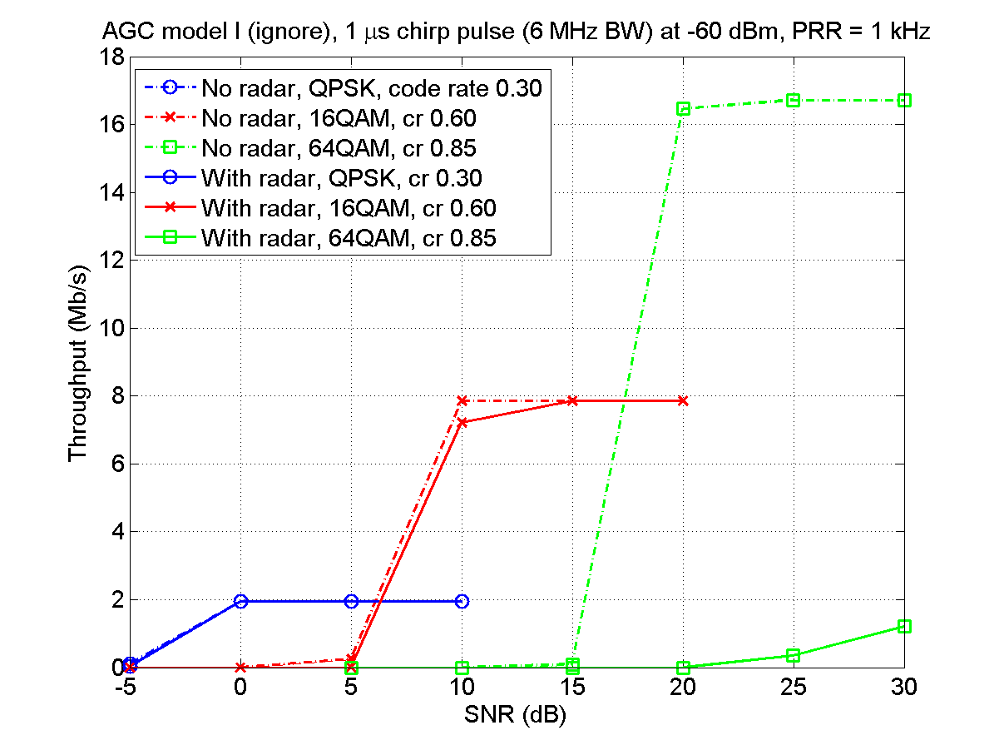 AGC model I (ignore), 1 μs chirp pulse (6 MHz BW) at -60 dBm, PRR = 1 kHz
18
16
14
12
10
8
6
4
2
0
Throughput (Mb/s)
No radar, QPSK, code rate 0.30
No radar, 16QAM, cr 0.60
No radar, 64QAM, cr 0.85
With radar, QPSK, cr 0.30
With radar, 16QAM, cr 0.60
With radar, 64QAM, cr 0.85
-5 0 5 10 15 20 25 30
SNR (dB)